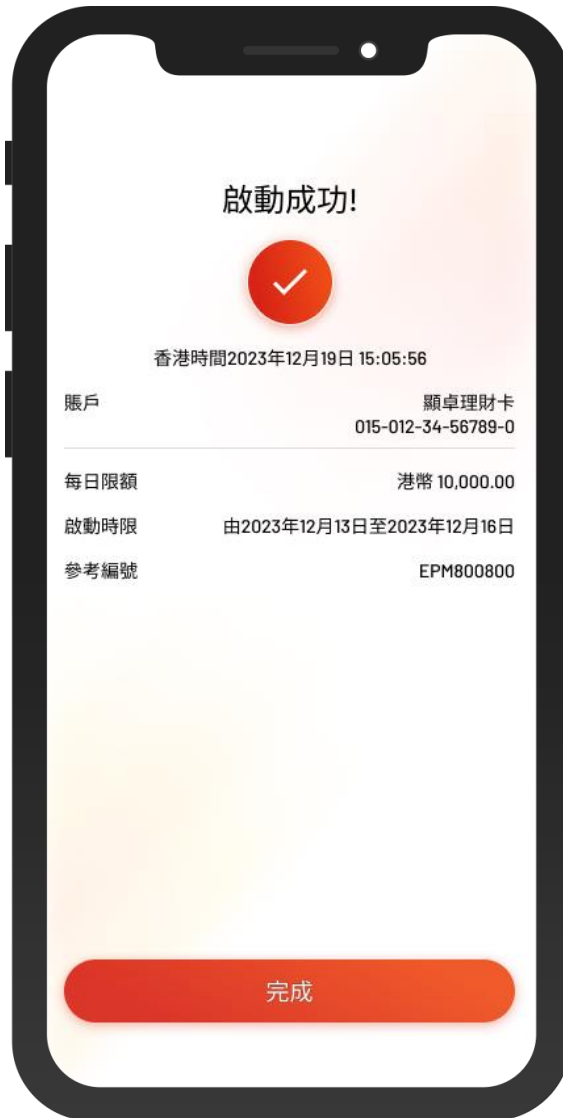 啟動成功!
香港時間2023年12月19日 15:05:56
賬戶 顯卓理財卡
015-012-34-56789-0
每日限額 港幣 10,000.00
啟動時限 由2023年12月13日至2023年12月16日
參考編號 EPM800800
完成